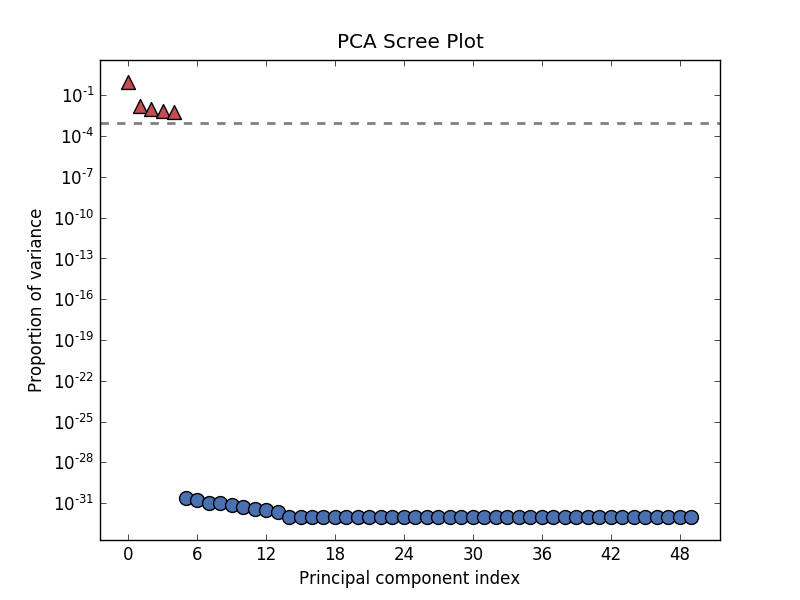 PCA Scree Plot
Proportion of variance
10^-1
10^-4
10^-7
10^-10
10^-13
10^-16
10^-19
10^-22
10^-25
10^-28
10^-31
0 6 12 18 24 30 36 42 48
Principal component index